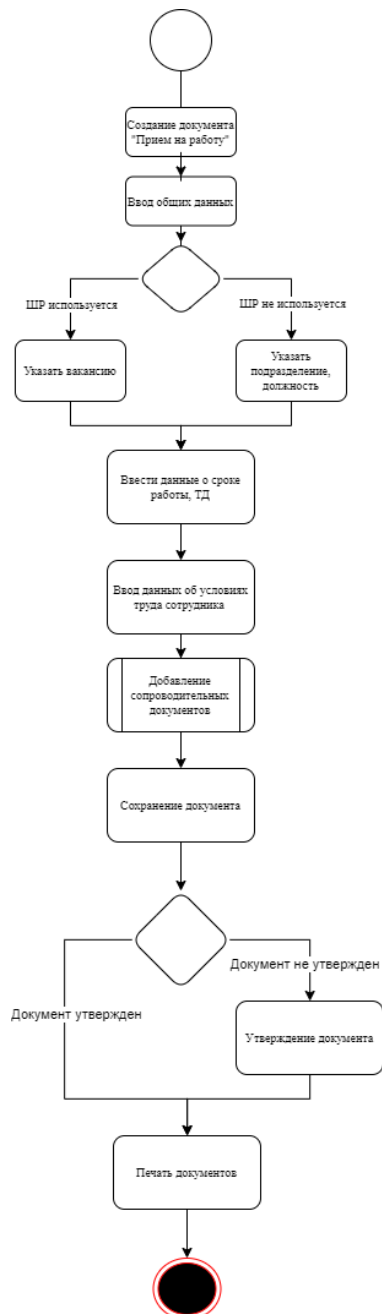 Создание документа
"Прием на работу"
Ввод общих данных
ШР используется
ШР не используется
Указать вакансию
Указать
подразделение,
должность
Ввести данные о сроке
работы, ТД
Ввод данных об условиях
труда сотрудника
Добавление
сопроводительных
документов
Сохранение документа
Документ не утвержден
Документ утвержден
Утверждение документа
Печать документов